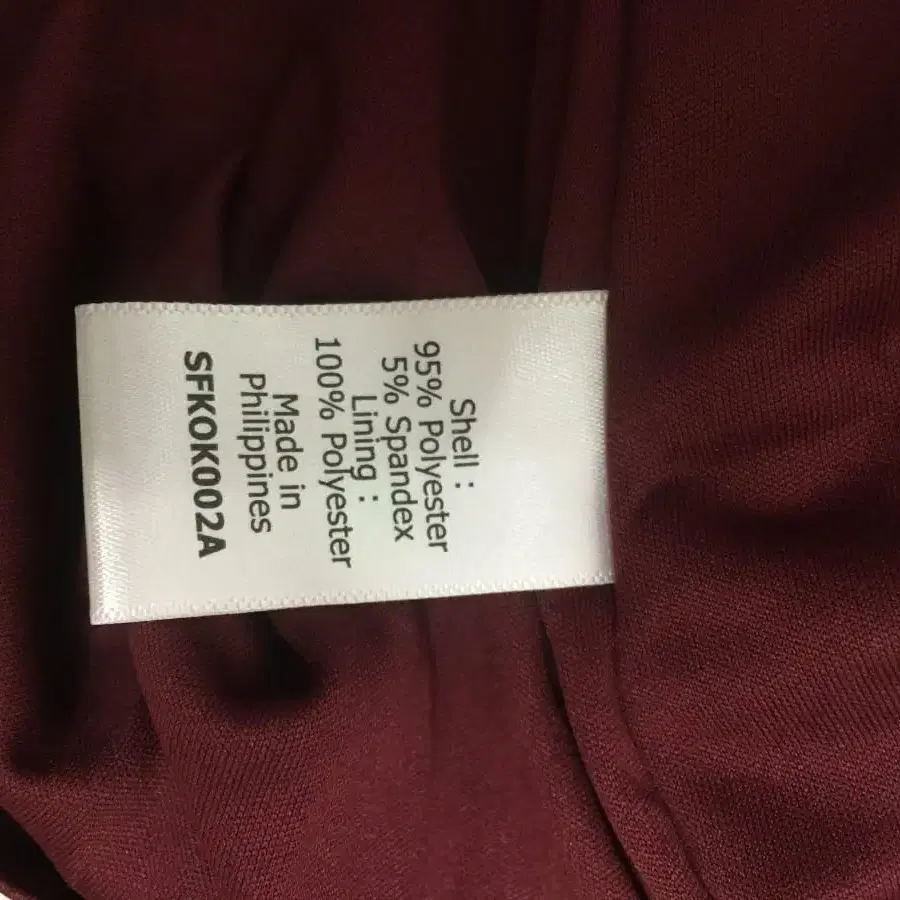 Shell :
95% Polyester
5% Spandex
Lining :
100% Polyester
Made in
Philippines
SFKOK002A